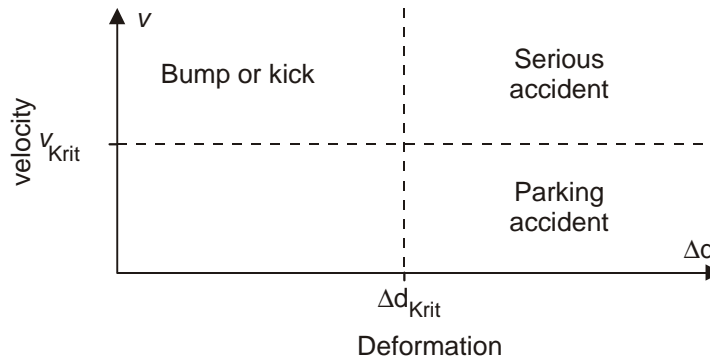 v
Bump or kick
Serious
accident
velocity
vKrit
Parking
accident
Δd
ΔdKrit
Deformation